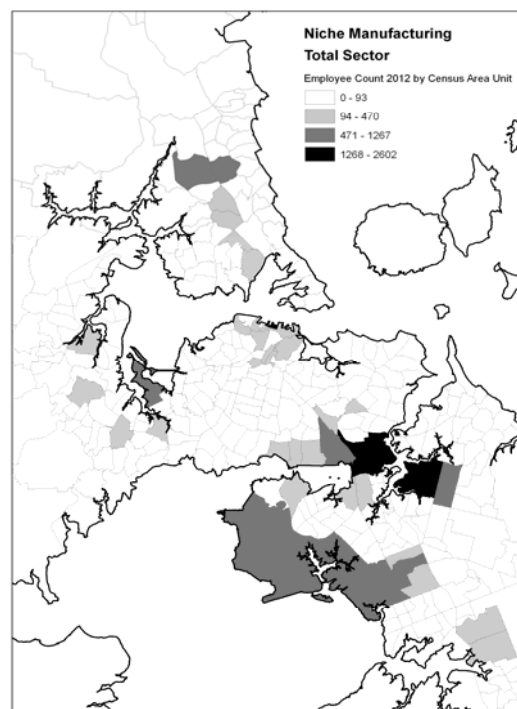 Niche Manufacturing
Total Sector
Employee Count 2012 by Census Area Unit
0 - 93
94 - 470
471 - 1267
1268 - 2602